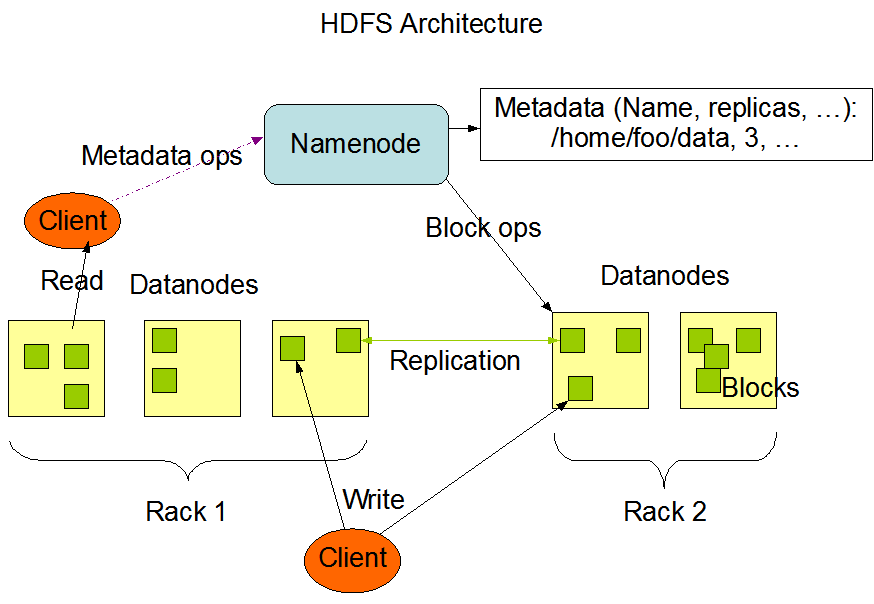 HDFS Architecture
Metadata (Name, replicas, …):
/home/foo/data, 3, …
Namenode
Metadata ops
Client
Block ops
Read
Datanodes
Datanodes
Replication
Blocks
Rack 1
Write
Rack 2
Client